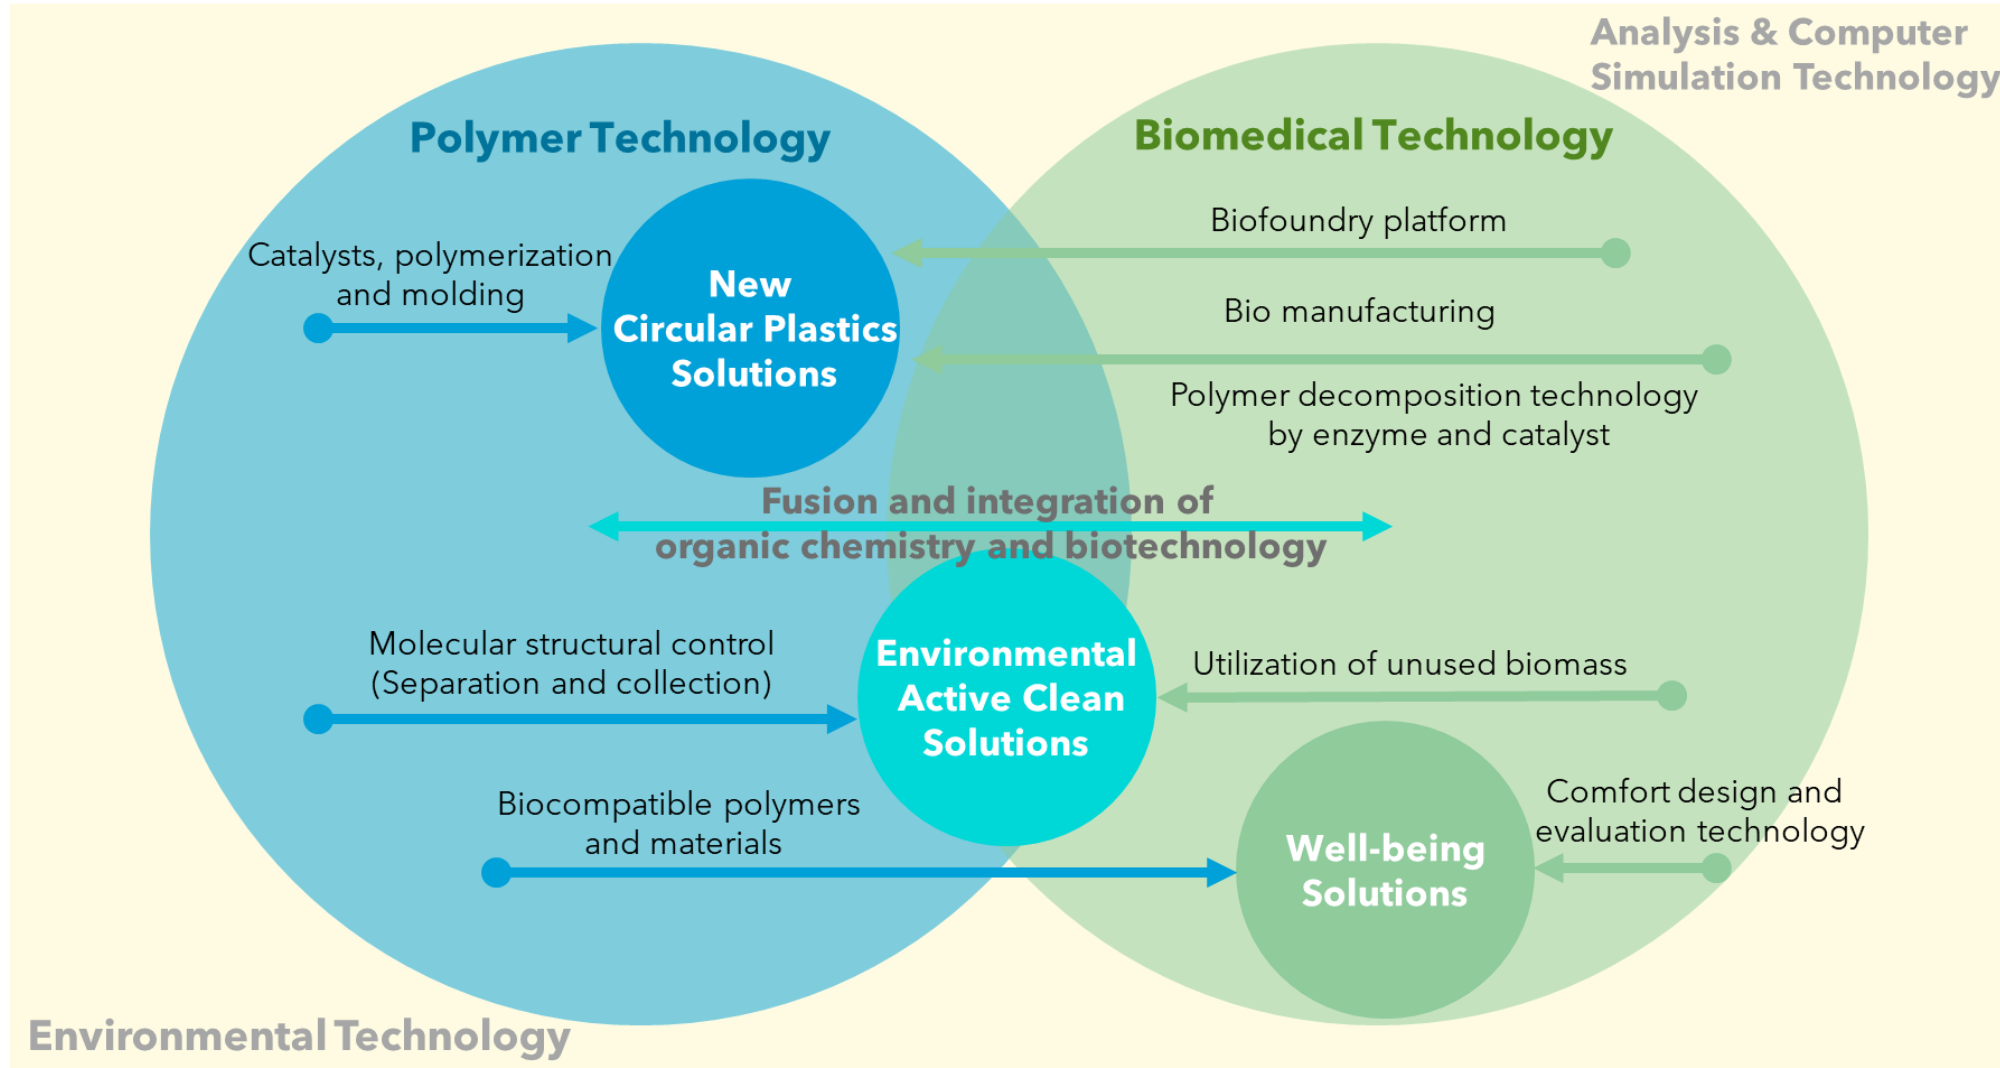 Analysis & Computer
Simulation Technology
Polymer Technology
Biomedical Technology
Catalysts, polymerization
and molding
New
Circular Plastics
Solutions
Biofoundry platform
Bio manufacturing
Polymer decomposition technology
by enzyme and catalyst
Fusion and integration of
organic chemistry and biotechnology
Molecular structural control
(Separation and collection)
Environmental
Active Clean
Solutions
Utilization of unused biomass
Biocompatible polymers
and materials
Well-being
Solutions
Comfort design and
evaluation technology
Environmental Technology